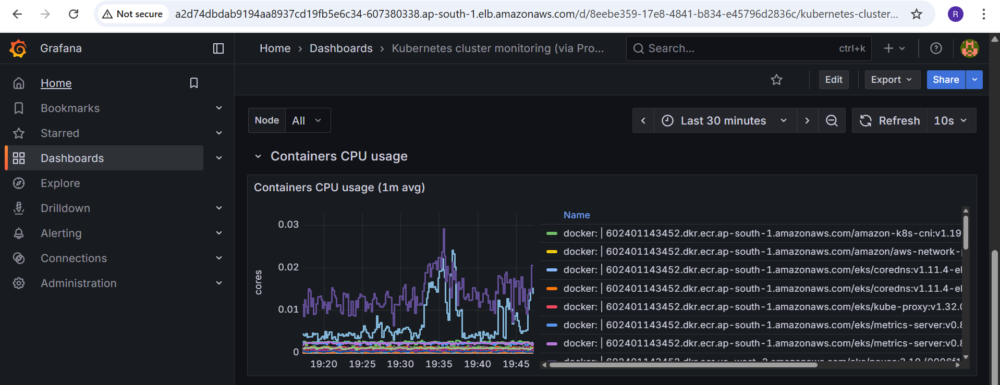 Not secure a2d74dbdab9194aa8937cd19fb5e6c34-607380338.ap-south-1.elb.amazonaws.com/d/8eebe359-17e8-4841-b834-e45796d2836c/kubernetes-cluster... R
Grafana
Home › Dashboards › Kubernetes cluster monitoring (via Pro...
Search... ctrl+k
Home
Bookmarks
Starred
Dashboards
Explore
Drilldown
Alerting
Connections
Administration
Edit Export Share
Node All
Last 30 minutes Refresh 10s
Containers CPU usage
Containers CPU usage (1m avg)
cores
0.03
0.02
0.01
0
19:20 19:25 19:30 19:35 19:40 19:45
Name
docker: | 602401143452.dkr.ecr.ap-south-1.amazonaws.com/amazon-k8s-cni:v1.19
docker: | 602401143452.dkr.ecr.ap-south-1.amazonaws.com/amazon/aws-network-
docker: | 602401143452.dkr.ecr.ap-south-1.amazonaws.com/eks/coredns:v1.11.4-e
docker: | 602401143452.dkr.ecr.ap-south-1.amazonaws.com/eks/coredns:v1.11.4-e
docker: | 602401143452.dkr.ecr.ap-south-1.amazonaws.com/eks/kube-proxy:v1.32.
docker: | 602401143452.dkr.ecr.ap-south-1.amazonaws.com/eks/metrics-server:v0.
docker: | 602401143452.dkr.ecr.ap-south-1.amazonaws.com/eks/metrics-server:v0.